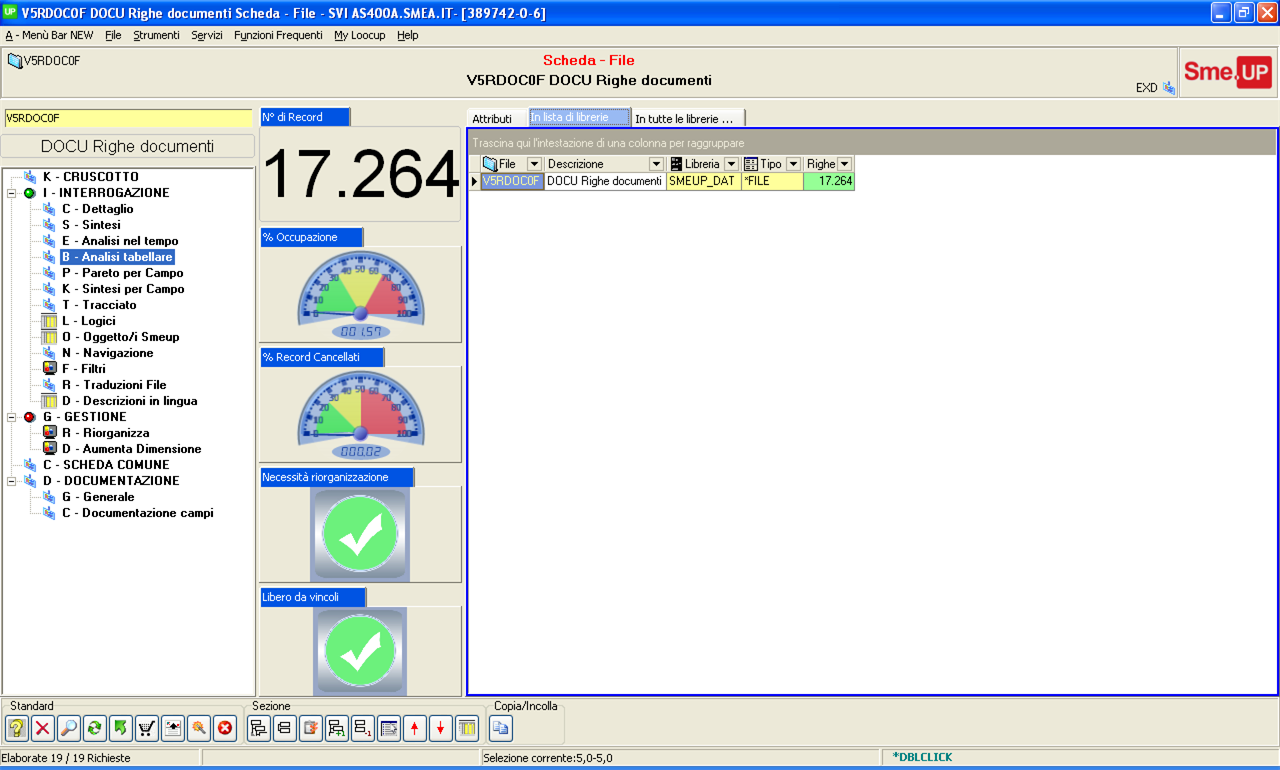 UP V5RDOC0F DOCU Righe documenti Scheda - File - SVI AS400A.SMEA.IT- [389742-0-6]
A - Menù Bar NEW File Strumenti Servizi Funzioni Frequenti My Loocup Help
V5RDOC0F
Scheda - File
V5RDOC0F DOCU Righe documenti
EXD
Sme.UP
V5RDOC0F
DOCU Righe documenti
K - CRUSCOTTO
I - INTERROGAZIONE
C - Dettaglio
S - Sintesi
E - Analisi nel tempo
B - Analisi tabellare
P - Pareto per Campo
K - Sintesi per Campo
T - Tracciato
L - Logici
O - Oggetto/i Smeup
N - Navigazione
F - Filtri
R - Traduzioni File
D - Descrizioni in lingua
G - GESTIONE
R - Riorganizza
D - Aumenta Dimensione
C - SCHEDA COMUNE
D - DOCUMENTAZIONE
G - Generale
C - Documentazione campi
N° di Record
17.264
% Occupazione
0 10 20 30 40 50 60 70 80 90 100
001.57
% Record Cancellati
0 10 20 30 40 50 60 70 80 90 100
000.02
Necessità riorganizzazione
Libero da vincoli
Attributi In lista di librerie In tutte le librerie ...
Trascina qui l'intestazione di una colonna per raggruppare
File Descrizione Libreria Tipo Righe
V5RDOC0F DOCU Righe documenti SMEUP_DAT *FILE 17.264
Standard Sezione Copia/Incolla
Elaborate 19 / 19 Richieste Selezione corrente:5,0-5,0 *DBLCLICK